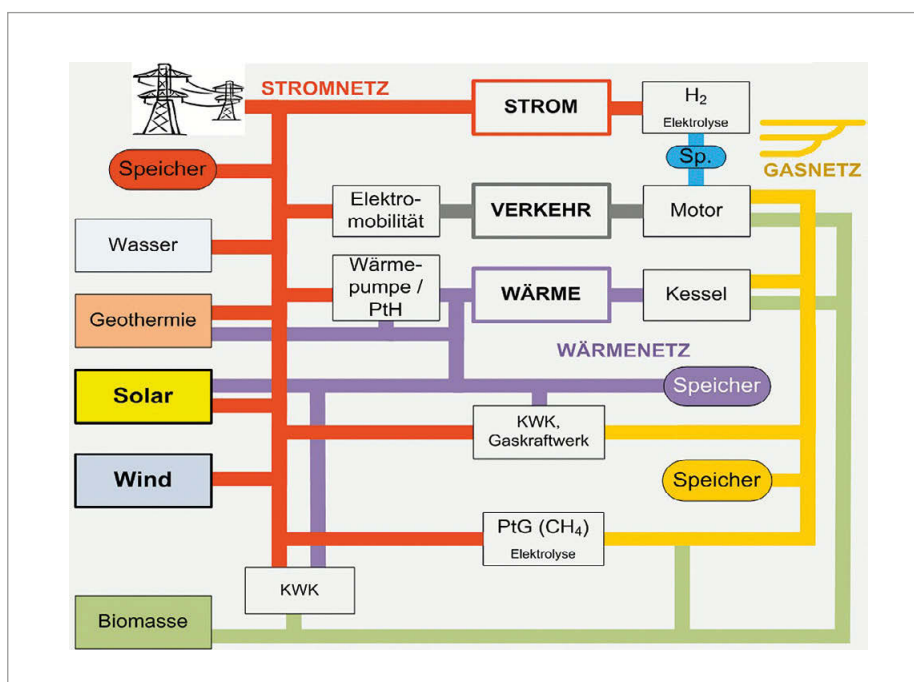 STROMNETZ
STROM
H₂
Elektrolyse
Speicher
Sp.
GASNETZ
Elektro-
mobilität
VERKEHR
Motor
Wasser
Wärme-
pumpe /
PtH
WÄRME
Kessel
Geothermie
WÄRMENETZ
Solar
Speicher
KWK,
Gaskraftwerk
Wind
Speicher
PtG (CH₄)
Elektrolyse
KWK
Biomasse